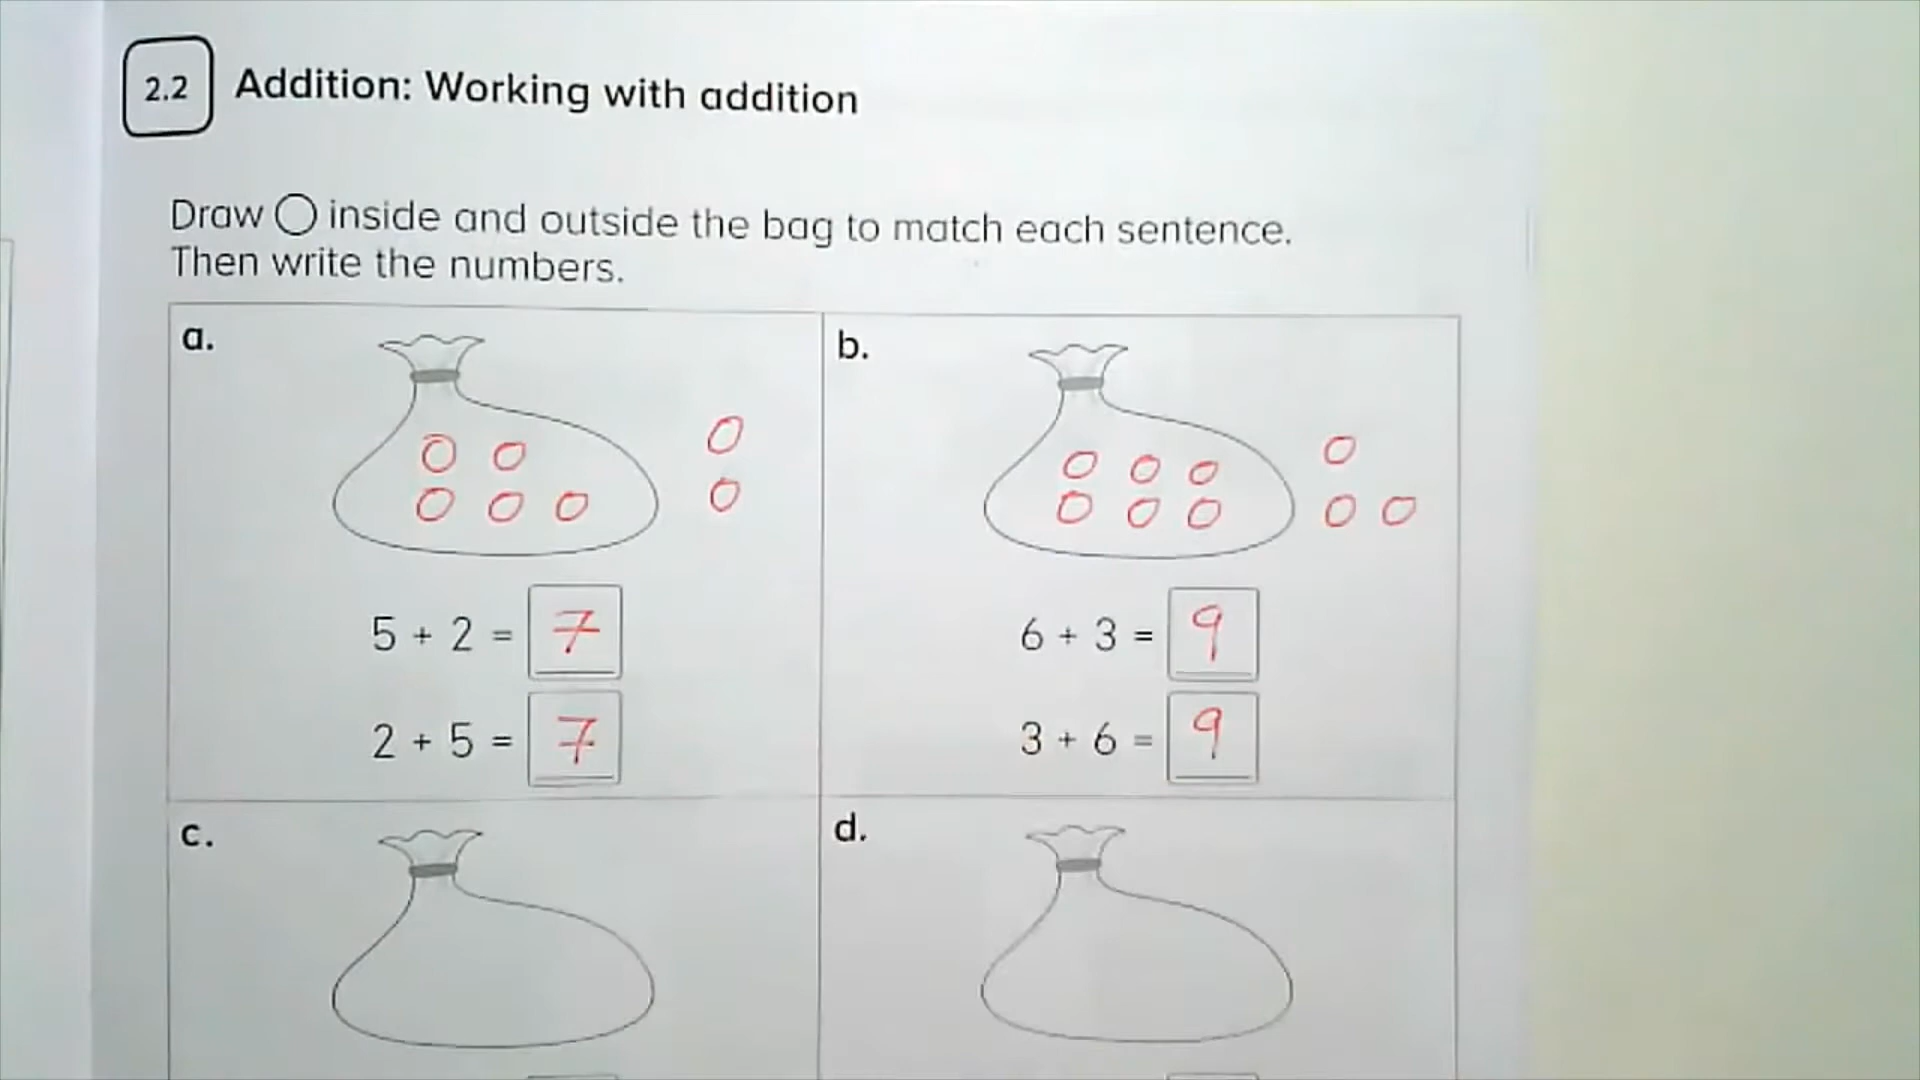 2.2 Addition: Working with addition
Draw ○ inside and outside the bag to match each sentence.
Then write the numbers.
a.
5 + 2 = 7
2 + 5 = 7
b.
6 + 3 = 9
3 + 6 = 9
c.
d.